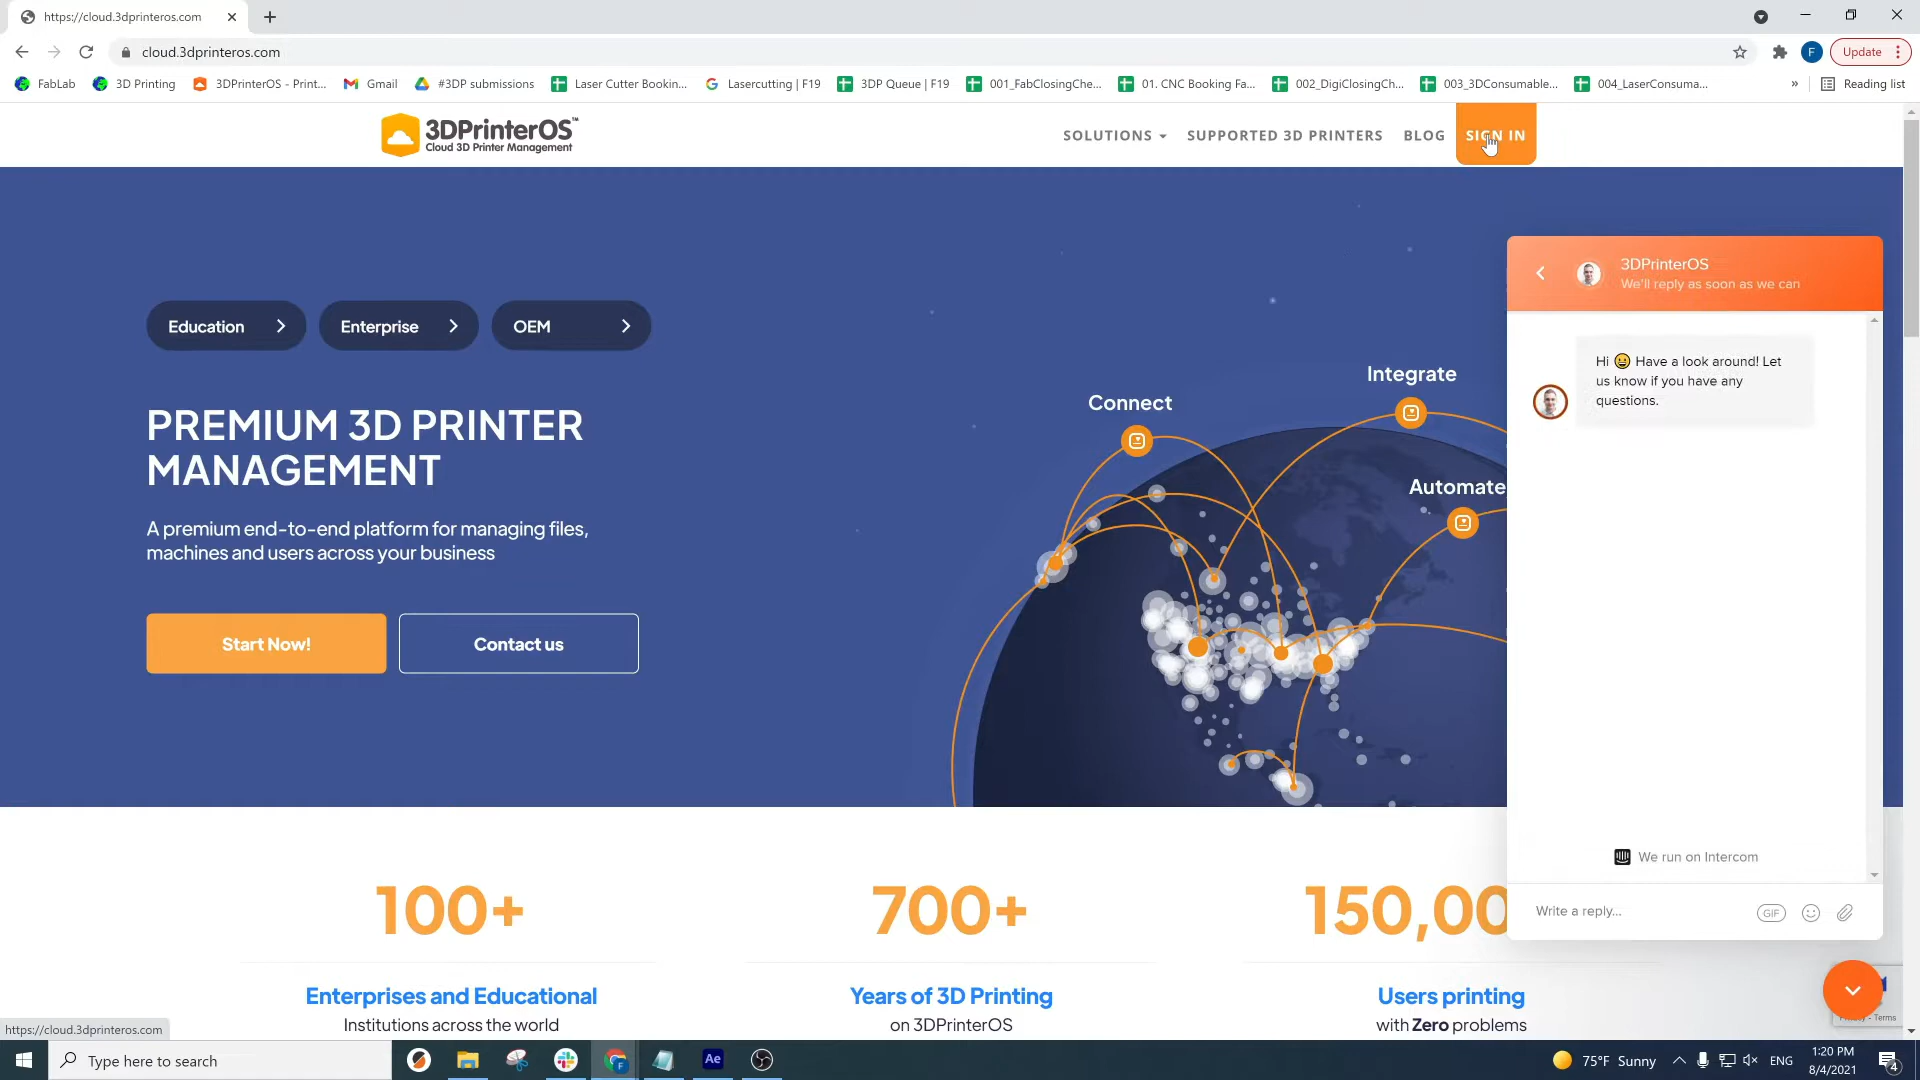 https://cloud.3dprinteros.com
cloud.3dprinteros.com
F
Update
FabLab
3D Printing
3DPrinterOS - Print...
Gmail
#3DP submissions
Laser Cutter Bookin...
Lasercutting | F19
3DP Queue | F19
001_FabClosingChe...
01. CNC Booking Fa...
002_DigiClosingCh...
003_3DConsumable...
004_LaserConsuma...
»
Reading list
3DPrinterOS™
Cloud 3D Printer Management
SOLUTIONS
SUPPORTED 3D PRINTERS
BLOG
SIGN IN
Education
Enterprise
OEM
PREMIUM 3D PRINTER
MANAGEMENT
A premium end-to-end platform for managing files,
machines and users across your business
Start Now!
Contact us
Connect
Integrate
Automate
3DPrinterOS
We'll reply as soon as we can
Hi 😀 Have a look around! Let
us know if you have any
questions.
We run on Intercom
Write a reply...
GIF
100+
Enterprises and Educational
Institutions across the world
700+
Years of 3D Printing
on 3DPrinterOS
150,00
Users printing
with Zero problems
Privacy - Terms
https://cloud.3dprinteros.com
Type here to search
F
Ae
75°F Sunny
ENG
1:20 PM
8/4/2021
4